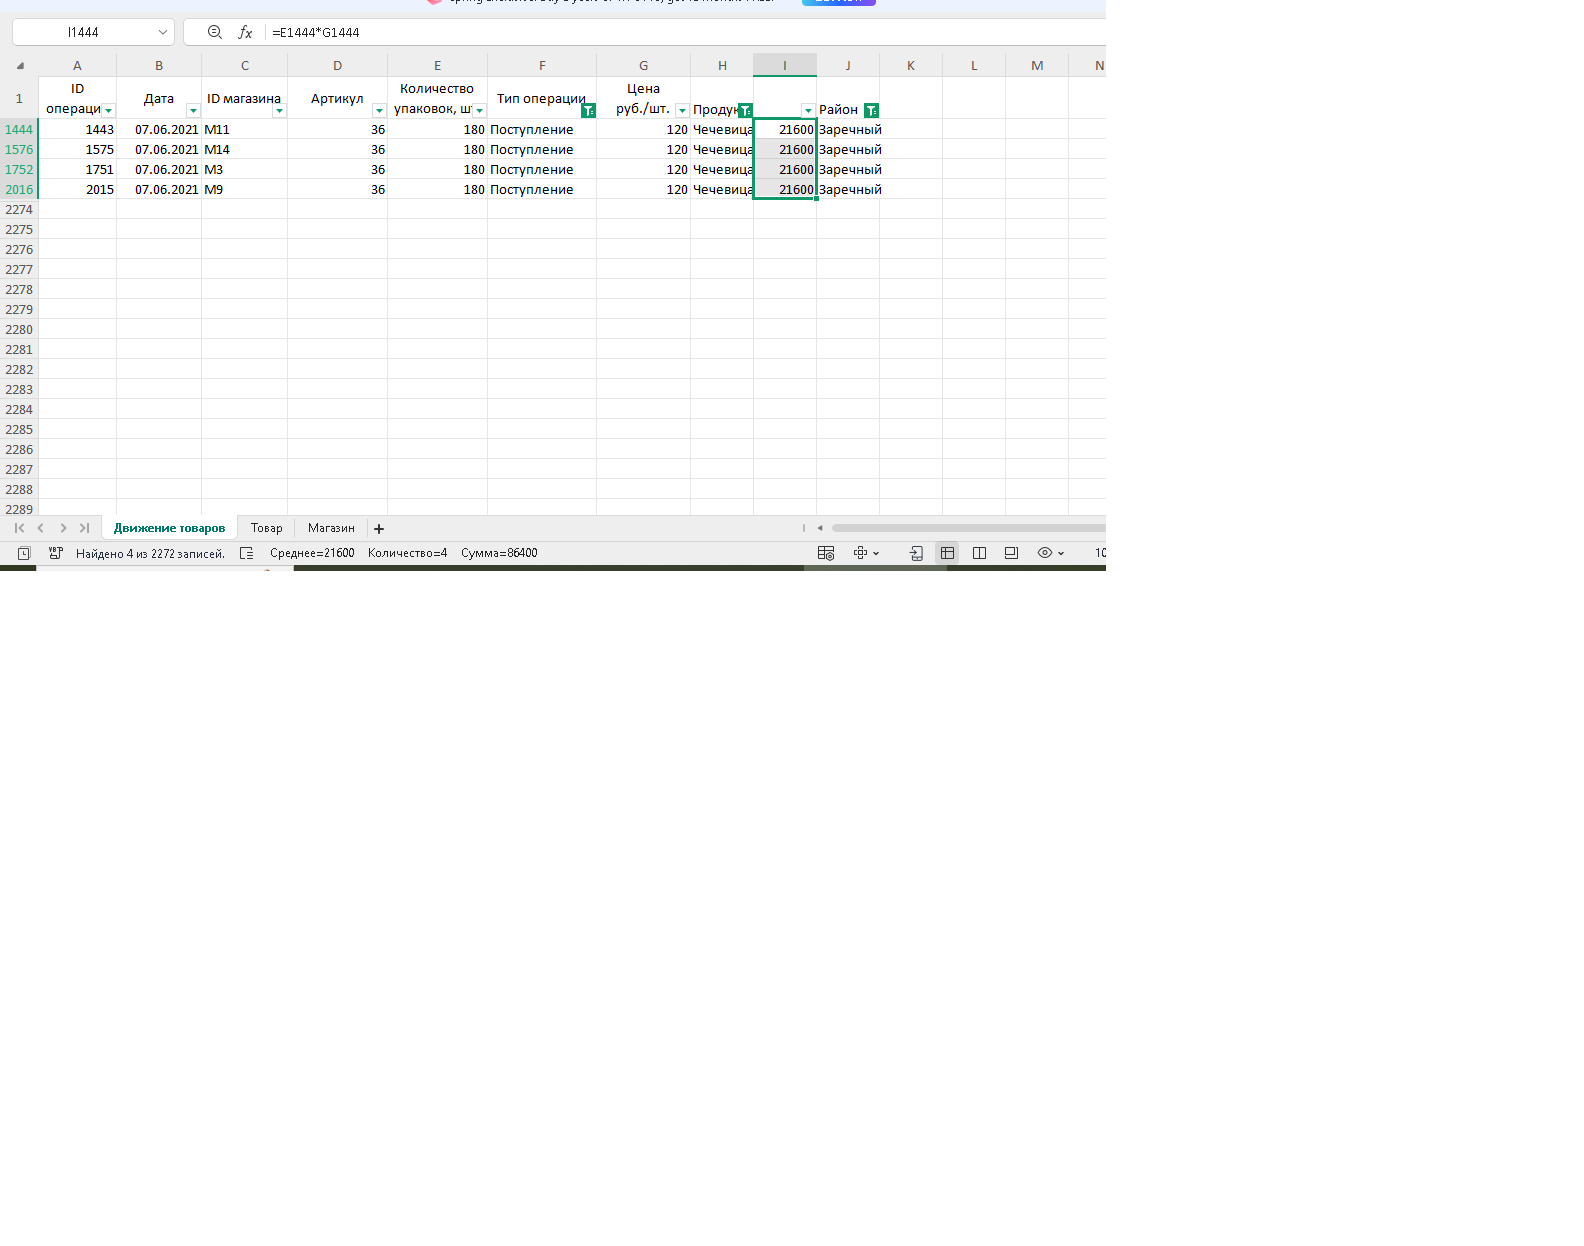 I1444 fx =E1444*G1444
A B C D E F G H I J K L M N
1 ID операци Дата ID магазина Артикул Количество упаковок, шт Тип операции Цена руб./шт. Продук Район
1444 1443 07.06.2021 М11 36 180 Поступление 120 Чечевица 21600 Заречный
1576 1575 07.06.2021 М14 36 180 Поступление 120 Чечевица 21600 Заречный
1752 1751 07.06.2021 М3 36 180 Поступление 120 Чечевица 21600 Заречный
2016 2015 07.06.2021 М9 36 180 Поступление 120 Чечевица 21600 Заречный
2274
2275
2276
2277
2278
2279
2280
2281
2282
2283
2284
2285
2286
2287
2288
2289
Движение товаров Товар Магазин +
Найдено 4 из 2272 записей. Среднее=21600 Количество=4 Сумма=86400 10